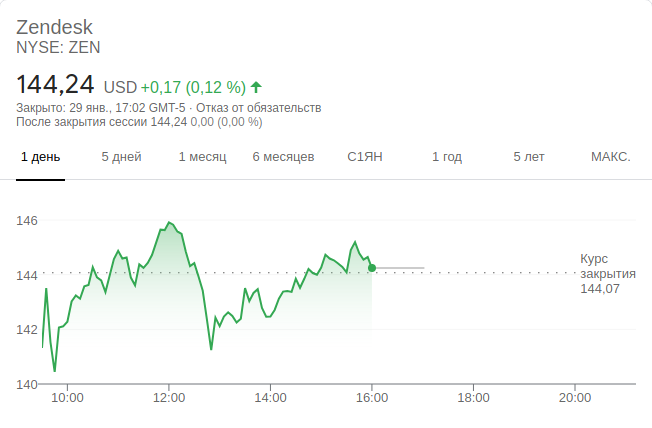 Zendesk
NYSE: ZEN
144,24 USD +0,17 (0,12 %)
Закрыто: 29 янв., 17:02 GMT-5 · Отказ от обязательств
После закрытия сессии 144,24 0,00 (0,00 %)
1 день 5 дней 1 месяц 6 месяцев С1ЯН 1 год 5 лет МАКС.
146
Курс
144 закрытия
144,07
142
140
10:00 12:00 14:00 16:00 18:00 20:00